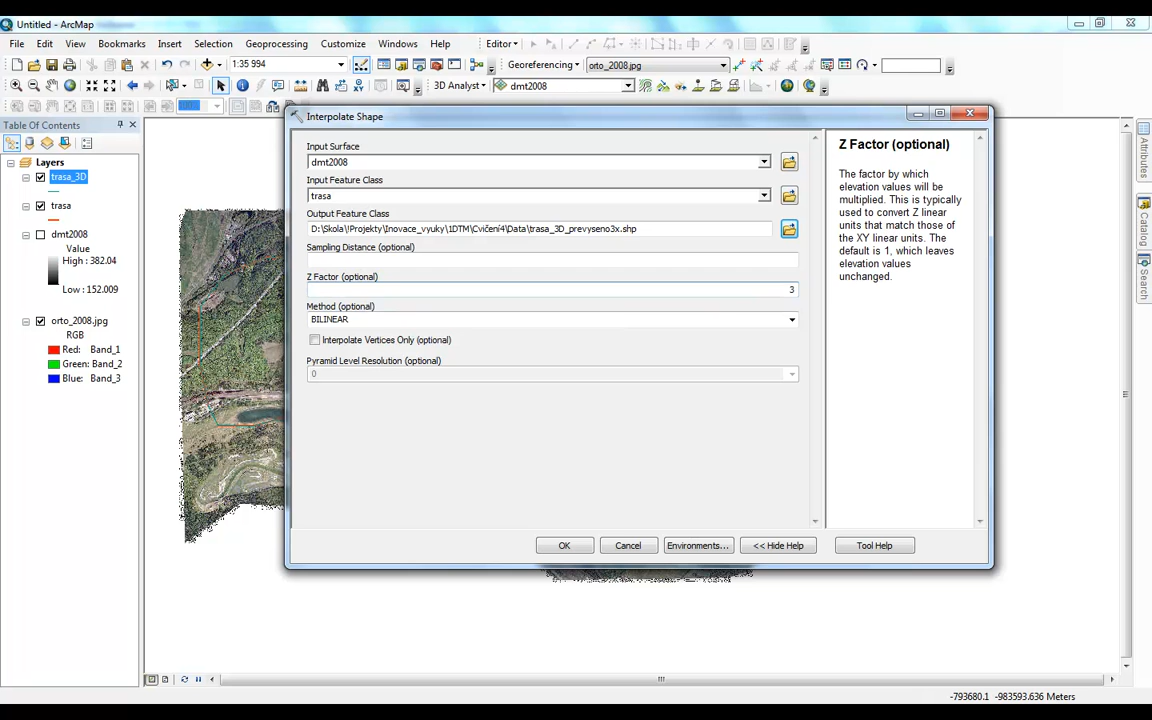 Untitled - ArcMap
File Edit View Bookmarks Insert Selection Geoprocessing Customize Windows Help Editor
1:35 994 Georeferencing orto_2008.jpg
3D Analyst dmt2008
Table Of Contents
Layers
trasa_3D
trasa
dmt2008
Value
High : 382.04
Low : 152.009
orto_2008.jpg
RGB
Red: Band_1
Green: Band_2
Blue: Band_3
Interpolate Shape
Input Surface
dmt2008
Input Feature Class
trasa
Output Feature Class
D:\Skola\!Projekty\Inovace_vyuky\1DTM\Cvičení4\Data\trasa_3D_prevyseno3x.shp
Sampling Distance (optional)
Z Factor (optional)
3
Method (optional)
BILINEAR
Interpolate Vertices Only (optional)
Pyramid Level Resolution (optional)
0
OK Cancel Environments... << Hide Help Tool Help
Z Factor (optional)
The factor by which
elevation values will be
multiplied. This is typically
used to convert Z linear
units that match those of
the XY linear units. The
default is 1, which leaves
elevation values
unchanged.
Attributes
Catalog
Search
-793680.1 -983593.636 Meters